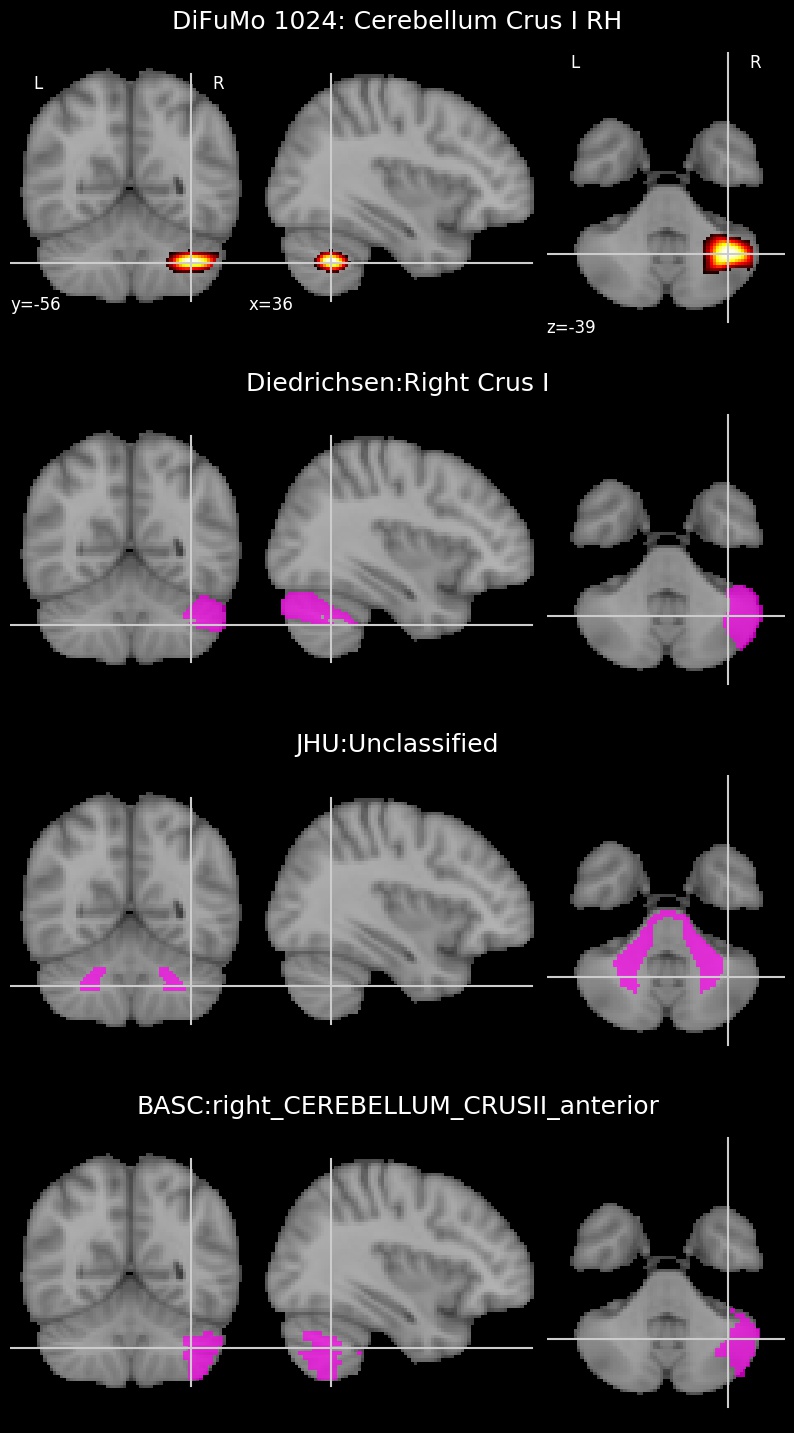 DiFuMo 1024: Cerebellum Crus I RH
L R L R
y=-56 x=36 z=-39
Diedrichsen:Right Crus I
JHU:Unclassified
BASC:right_CEREBELLUM_CRUSII_anterior